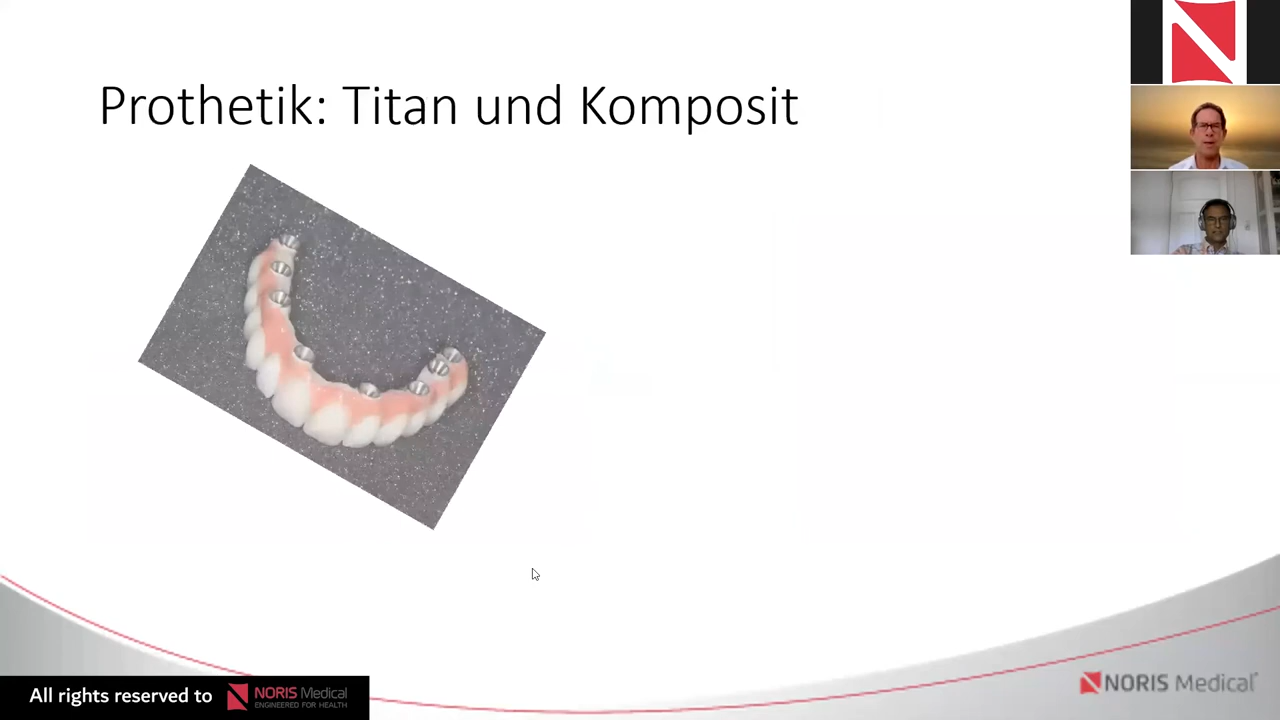 Prothetik: Titan und Komposit
All rights reserved to
NORIS Medical
ENGINEERED FOR HEALTH
NORIS Medical